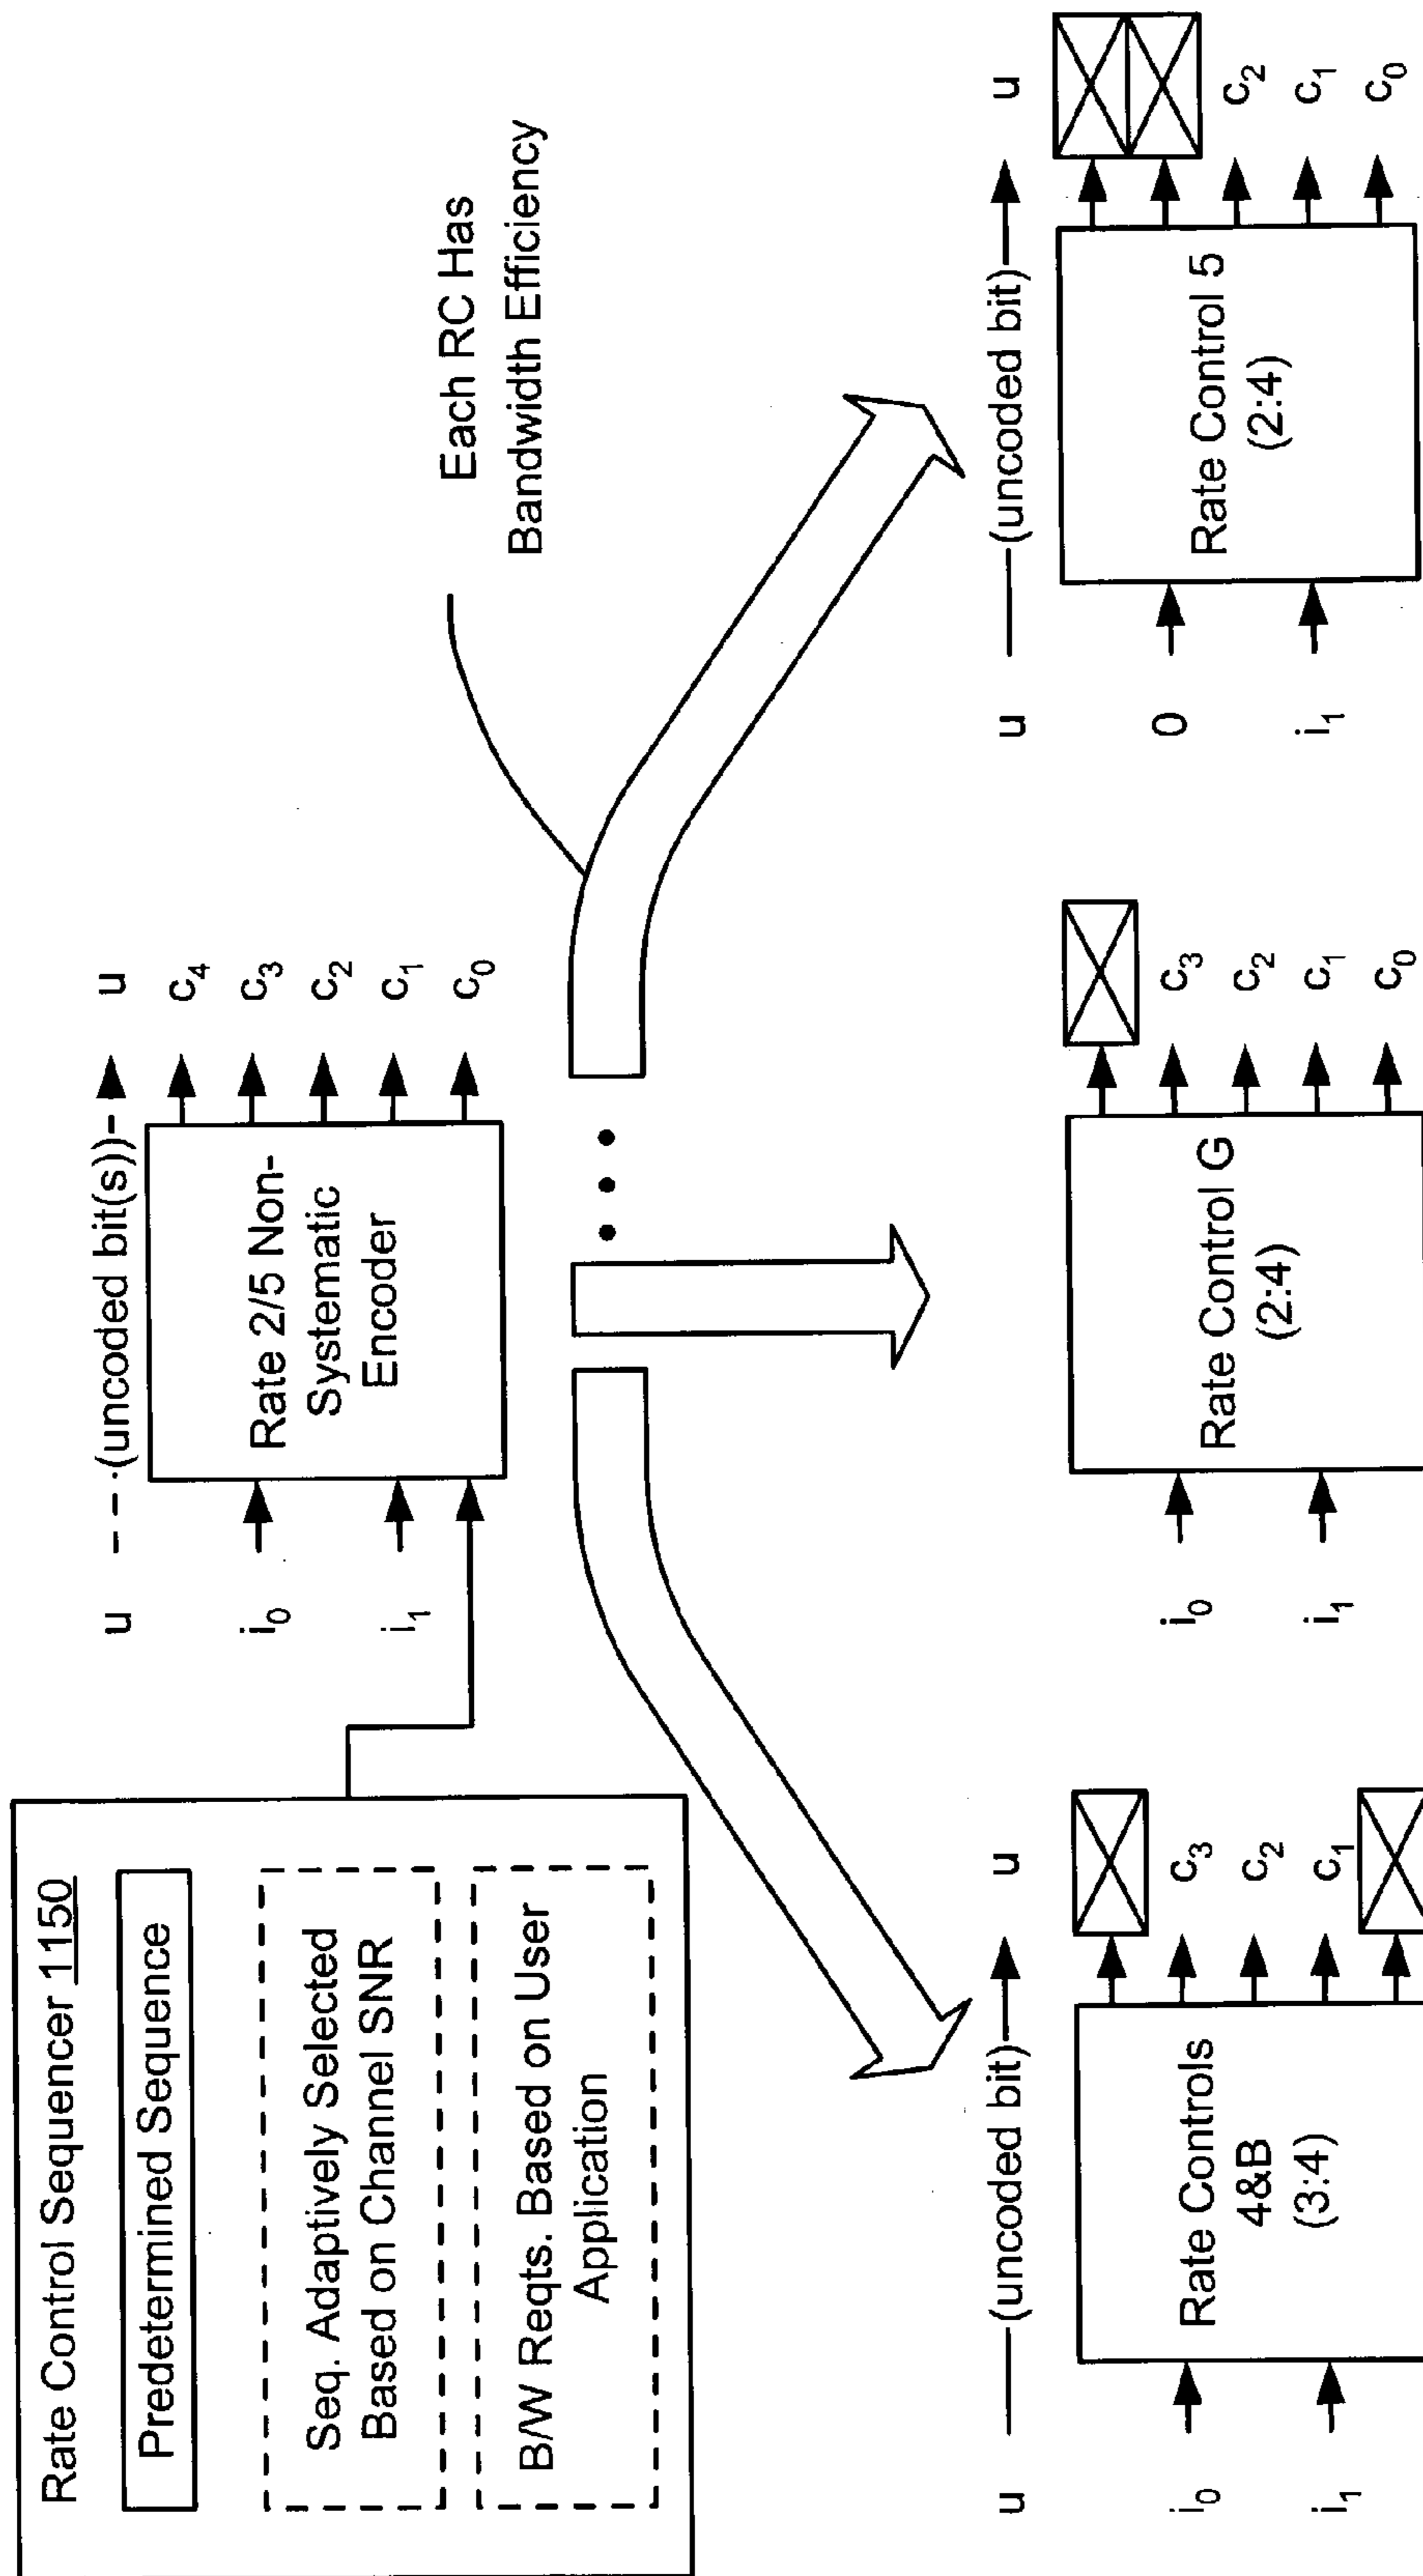 Rate Control Sequencer 1150
Predetermined Sequence
Seq. Adaptively Selected
Based on Channel SNR
B/W Reqts. Based on User
Application
u (uncoded bit(s)) u
i0
i1
Rate 2/5 Non-
Systematic
Encoder
c4
c3
c2
c1
c0
Each RC Has
Bandwidth Efficiency
u (uncoded bit) u
i0
i1
Rate Controls
4&B
(3:4)
c3
c2
c1
i0
i1
Rate Control G
(2:4)
c3
c2
c1
c0
u (uncoded bit) u
0
i1
Rate Control 5
(2:4)
c2
c1
c0